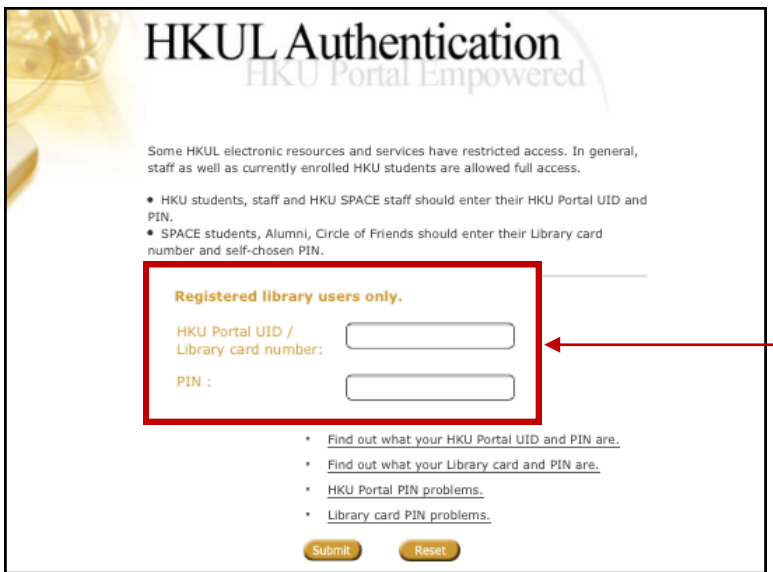 HKUL Authentication
HKU Portal Empowered
Some HKUL electronic resources and services have restricted access. In general,
staff as well as currently enrolled HKU students are allowed full access.
• HKU students, staff and HKU SPACE staff should enter their HKU Portal UID and
PIN.
• SPACE students, Alumni, Circle of Friends should enter their Library card
number and self-chosen PIN.
Registered library users only.
HKU Portal UID /
Library card number:
PIN :
• Find out what your HKU Portal UID and PIN are.
• Find out what your Library card and PIN are.
• HKU Portal PIN problems.
• Library card PIN problems.
Submit Reset